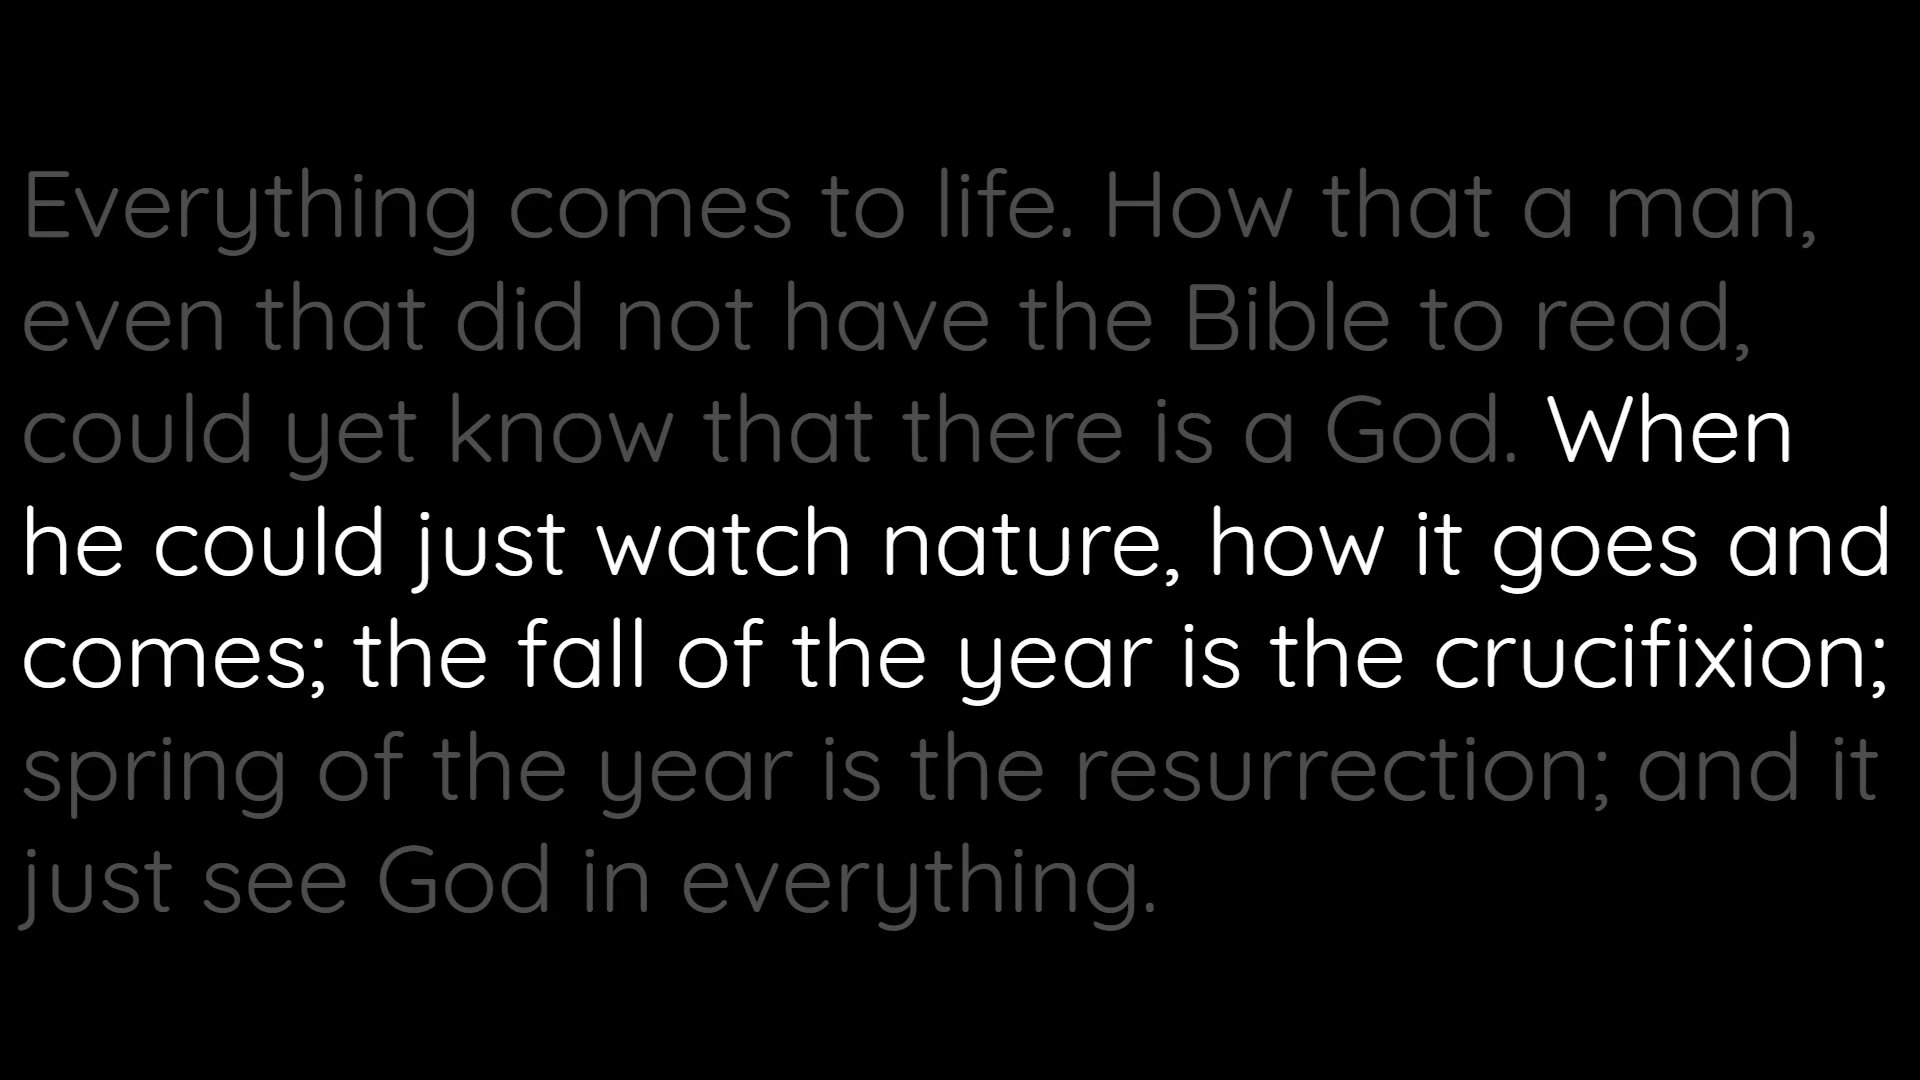 Everything comes to life. How that a man,
even that did not have the Bible to read,
could yet know that there is a God. When
he could just watch nature, how it goes and
comes; the fall of the year is the crucifixion;
spring of the year is the resurrection; and it
just see God in everything.